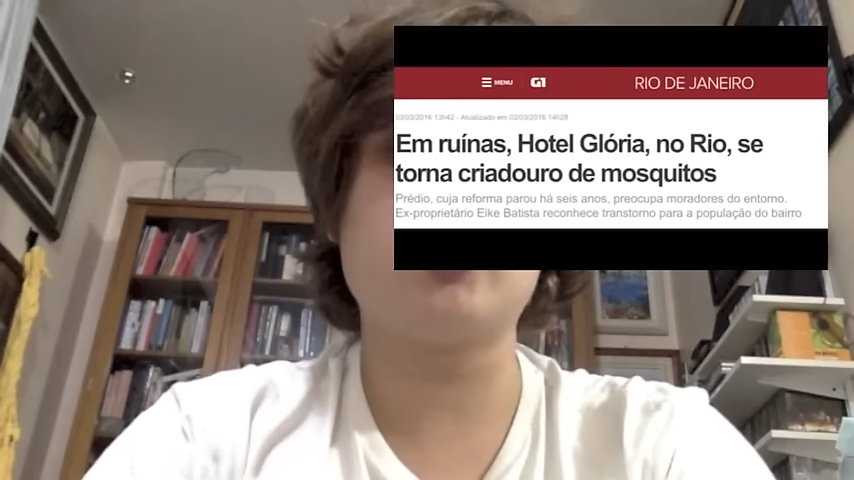 MENU G1 RIO DE JANEIRO
03/03/2016 13h42 - Atualizado em 03/03/2016 14h28
Em ruínas, Hotel Glória, no Rio, se
torna criadouro de mosquitos
Prédio, cuja reforma parou há seis anos, preocupa moradores do entorno.
Ex-proprietário Eike Batista reconhece transtorno para a população do bairro